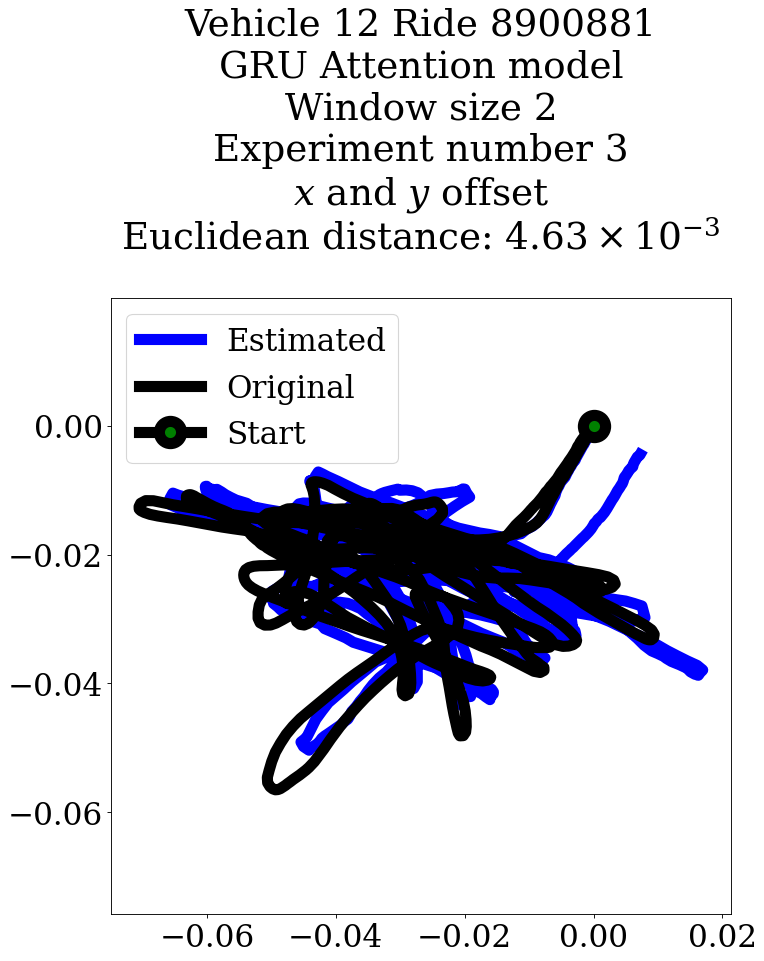 Vehicle 12 Ride 8900881
GRU Attention model
Window size 2
Experiment number 3
x and y offset
Euclidean distance: 4.63 × 10⁻³
Estimated
Original
Start
0.00
−0.02
−0.04
−0.06
−0.06 −0.04 −0.02 0.00 0.02